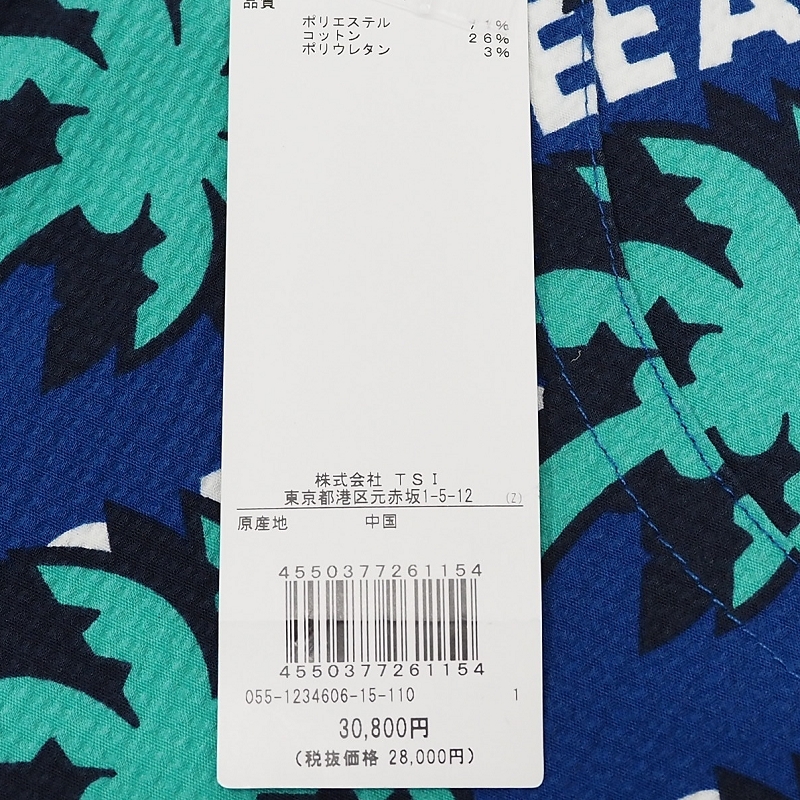 品質
ポリエステル 71%
コットン 26%
ポリウレタン 3%
EE A
株式会社 TSI
東京都港区元赤坂1-5-12 (Z)
原産地 中国
4550377261154
4550377261154
055-1234606-15-110 1
30,800円
(税抜価格 28,000円)